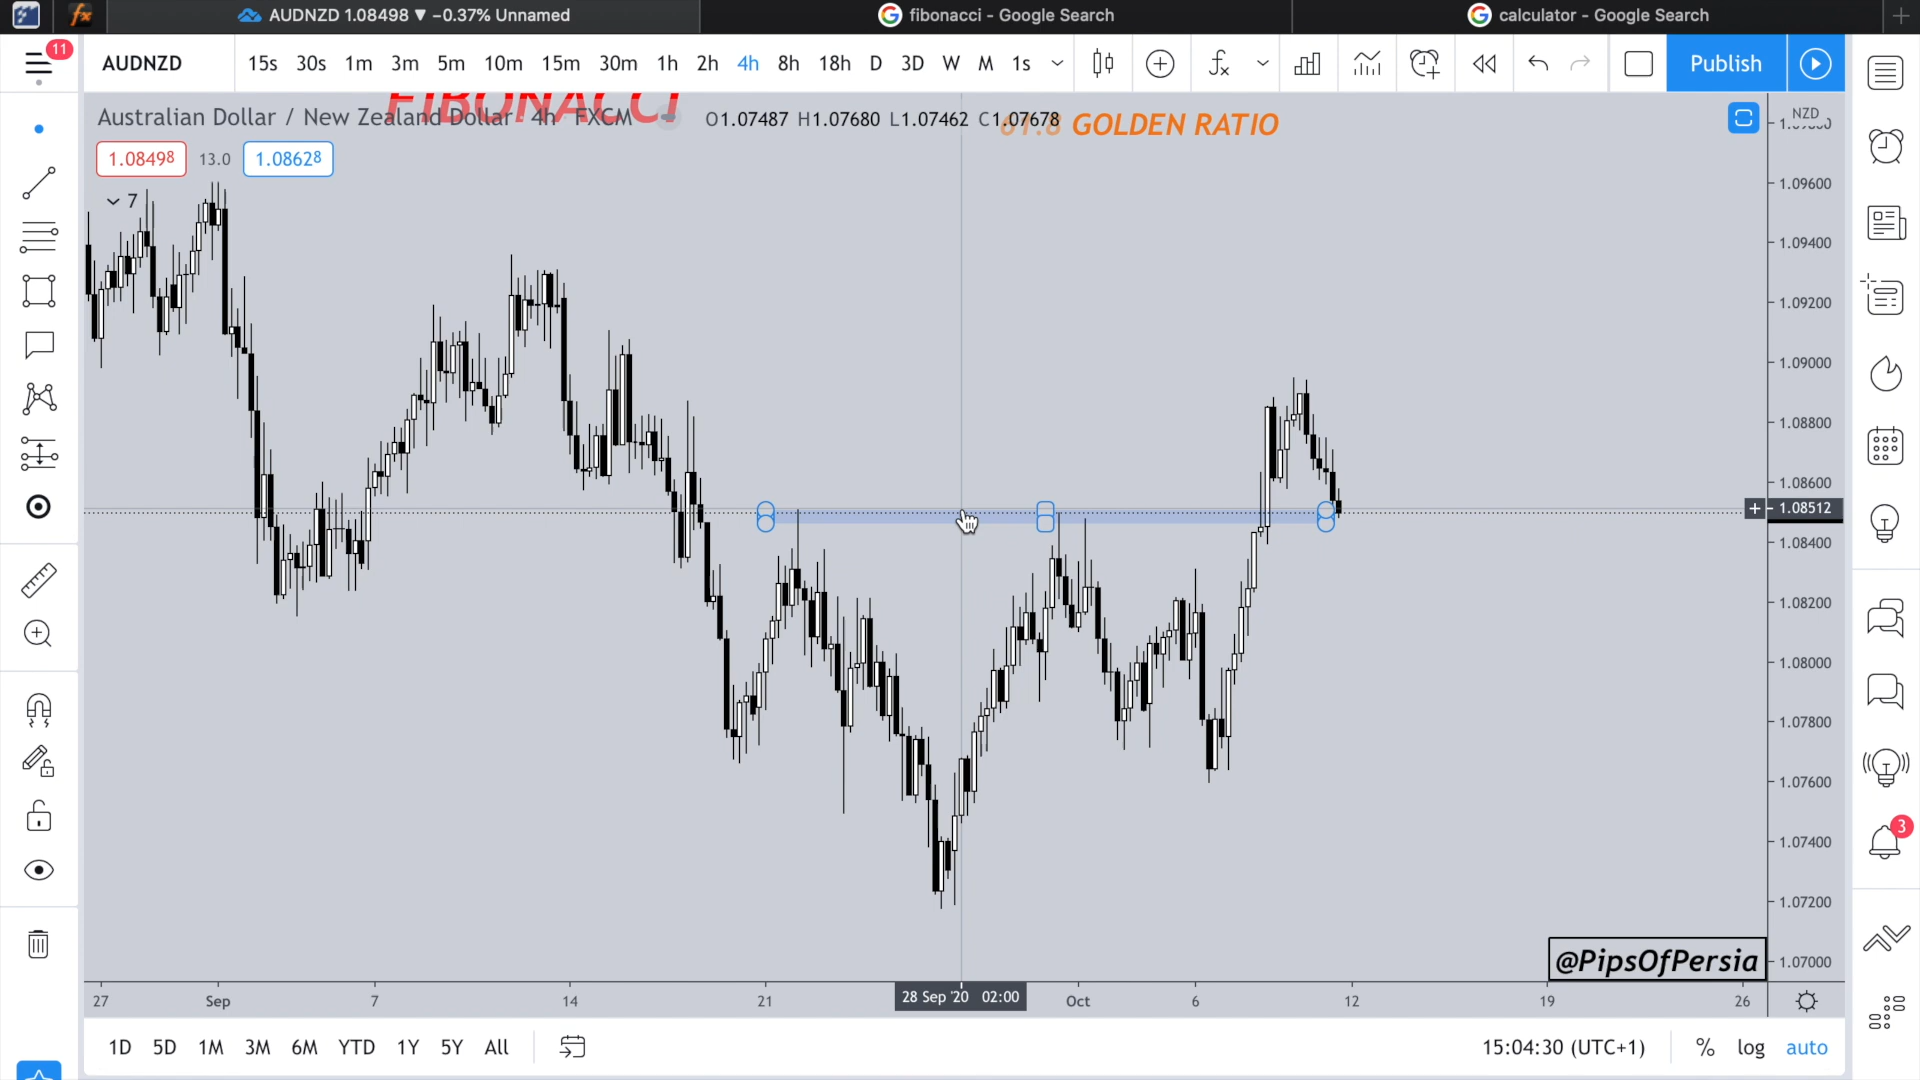 AUDNZD 1.08498 ▼ −0.37% Unnamed
fibonacci - Google Search
calculator - Google Search
11
AUDNZD
15s 30s 1m 3m 5m 10m 15m 30m 1h 2h 4h 8h 18h D 3D W M 1s
Publish
FIBONACCI
Australian Dollar / New Zealand Dollar 4h FXCM
O1.07487 H1.07680 L1.07462 C1.07678
GOLDEN RATIO
NZD
1.08498 13.0 1.08628
7
1.09600
1.09400
1.09200
1.09000
1.08800
1.08600
1.08512
1.08400
1.08200
1.08000
1.07800
1.07600
1.07400
1.07200
1.07000
3
@PipsOfPersia
27 Sep 7 14 21 28 Sep '20 02:00 Oct 6 12 19 26
1D 5D 1M 3M 6M YTD 1Y 5Y All
15:04:30 (UTC+1) % log auto